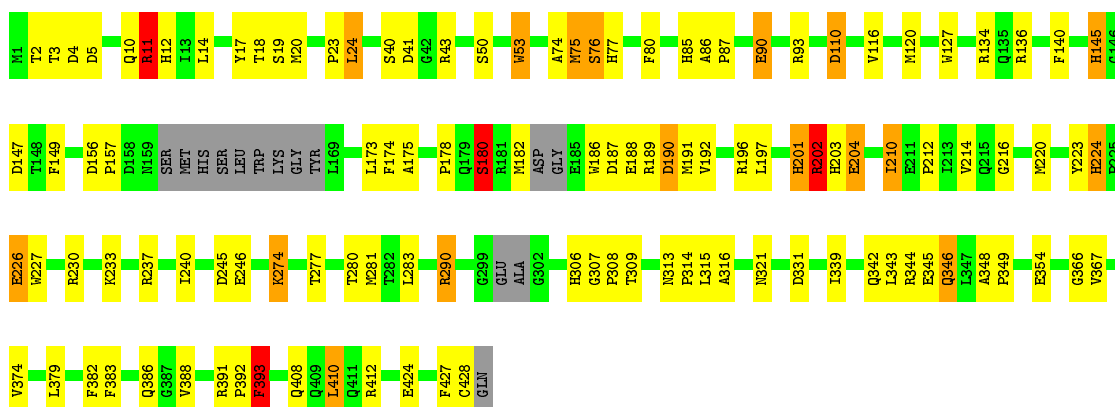 M1 T2 T3 D4 D5 Q10 R11 H12 I13 L14 Y17 T18 S19 M20 P23 L24 S40 D41 G42 R43 S50 W53 A74 M75 S76 H77 F80 H85 A86 P87 E90 R93 D110 V116 M120 W127 R134 Q135 R136 F140 H145 G146
D147 T148 F149 D156 P157 D158 N159 SER MET HIS SER LEU TRP LYS GLY TYR L169 L173 F174 A175 P178 Q179 S180 R181 M182 ASP GLY E185 W186 D187 E188 R189 D190 M191 V192 R196 L197 H201 R202 H203 E204 I210 E211 P212 I213 V214 Q215 G216 M220 Y223 H224
E226 W227 R230 K233 R237 I240 D245 E246 K274 T277 T280 M281 T282 L283 R290 G299 GLU ALA G302 H306 G307 P308 T309 N313 P314 L315 A316 N321 D331 I339 Q342 L343 R344 E345 Q346 L347 A348 P349 E354 G366 V367
V374 L379 F382 F383 Q386 G387 V388 R391 P392 F393 Q408 Q409 L410 Q411 R412 E424 F427 C428 GLN